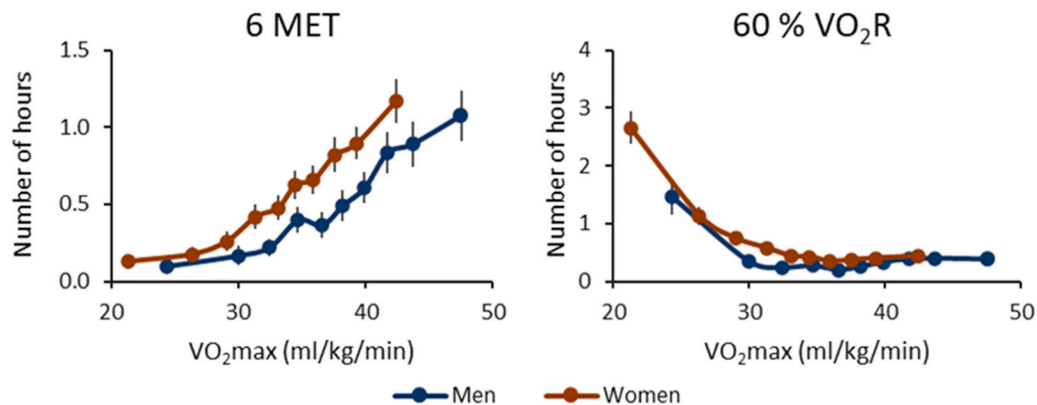 6 MET
Number of hours
1.5
1.0
0.5
0.0
20 30 40 50
VO₂max (ml/kg/min)
60 % VO₂R
Number of hours
4
3
2
1
0
20 30 40 50
VO₂max (ml/kg/min)
Men Women